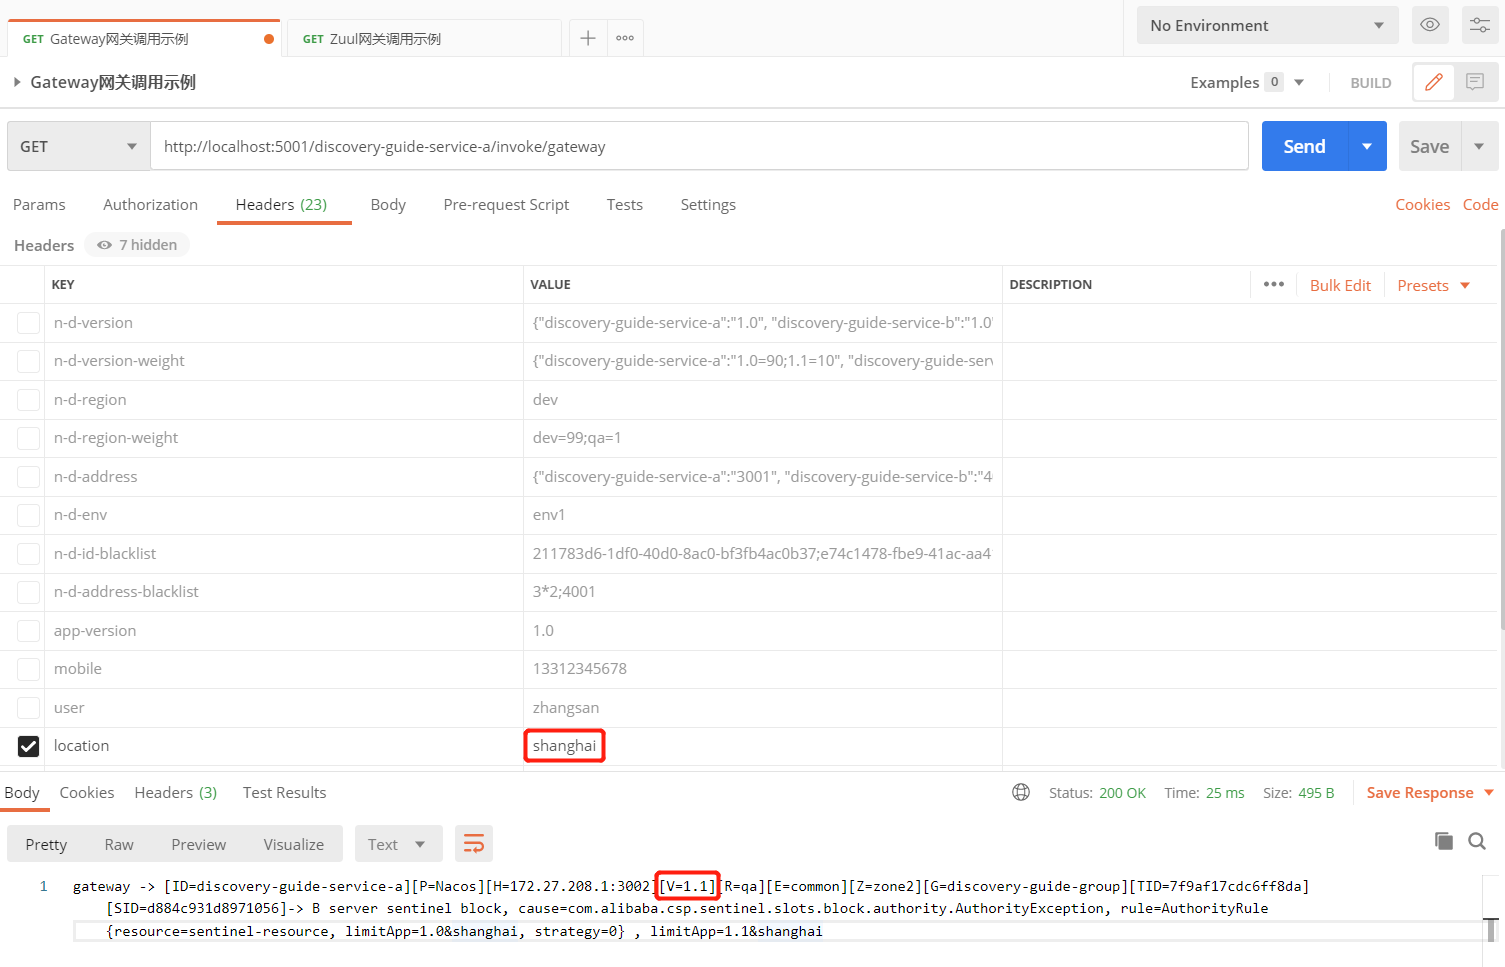 GET Gateway网关调用示例
GET Zuul网关调用示例
No Environment
Gateway网关调用示例
Examples 0
BUILD
GET
http://localhost:5001/discovery-guide-service-a/invoke/gateway
Send
Save
Params Authorization Headers (23) Body Pre-request Script Tests Settings
Cookies Code
Headers 7 hidden
KEY VALUE DESCRIPTION
Bulk Edit Presets
n-d-version {"discovery-guide-service-a":"1.0", "discovery-guide-service-b":"1.0"
n-d-version-weight {"discovery-guide-service-a":"1.0=90;1.1=10", "discovery-guide-serv
n-d-region dev
n-d-region-weight dev=99;qa=1
n-d-address {"discovery-guide-service-a":"3001", "discovery-guide-service-b":"4
n-d-env env1
n-d-id-blacklist 211783d6-1df0-40d0-8ac0-bf3fb4ac0b37;e74c1478-fbe9-41ac-aa4
n-d-address-blacklist 3*2;4001
app-version 1.0
mobile 13312345678
user zhangsan
location shanghai
Body Cookies Headers (3) Test Results
Status: 200 OK Time: 25 ms Size: 495 B Save Response
Pretty Raw Preview Visualize Text
1 gateway -> [ID=discovery-guide-service-a][P=Nacos][H=172.27.208.1:3002][V=1.1][R=qa][E=common][Z=zone2][G=discovery-guide-group][TID=7f9af17cdc6ff8da]
[SID=d884c931d8971056]-> B server sentinel block, cause=com.alibaba.csp.sentinel.slots.block.authority.AuthorityException, rule=AuthorityRule
{resource=sentinel-resource, limitApp=1.0&shanghai, strategy=0} , limitApp=1.1&shanghai